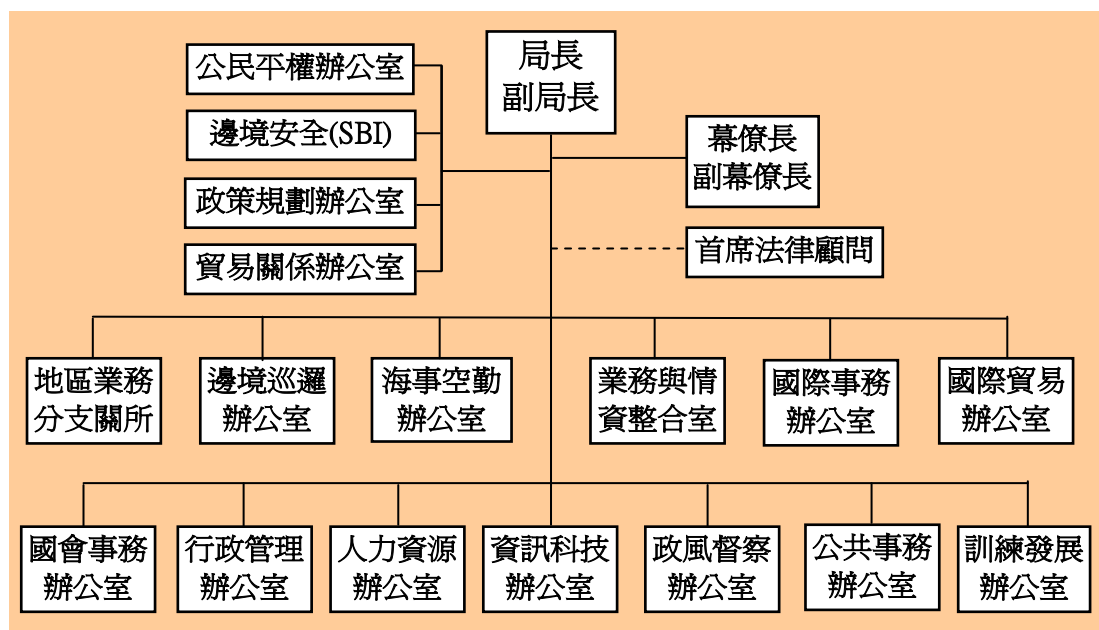 局長
副局長
公民平權辦公室
邊境安全(SBI)
政策規劃辦公室
貿易關係辦公室
幕僚長
副幕僚長
首席法律顧問
地區業務
分支關所
邊境巡邏
辦公室
海事空勤
辦公室
業務與情
資整合室
國際事務
辦公室
國際貿易
辦公室
國會事務
辦公室
行政管理
辦公室
人力資源
辦公室
資訊科技
辦公室
政風督察
辦公室
公共事務
辦公室
訓練發展
辦公室